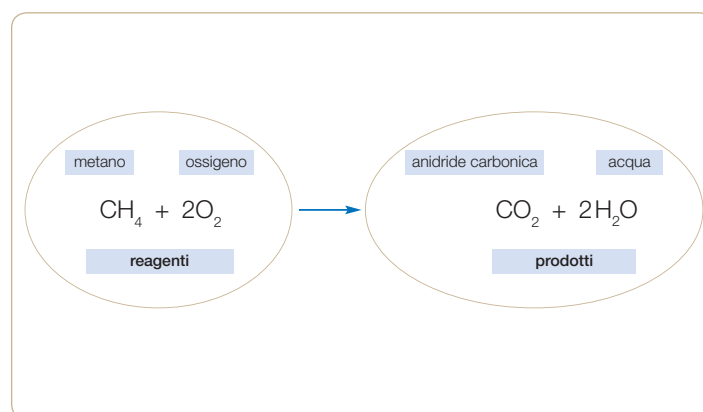 metano ossigeno anidride carbonica acqua
CH₄ + 2O₂ CO₂ + 2H₂O
reagenti prodotti